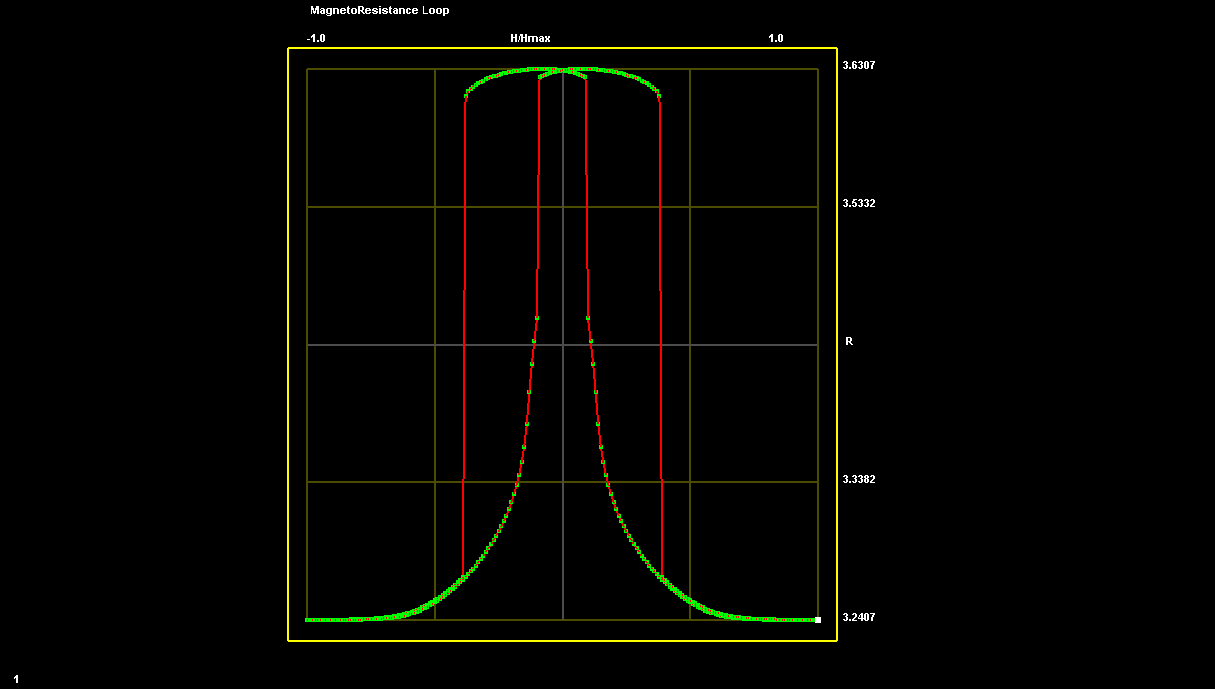 MagnetoResistance Loop
-1.0 H/Hmax 1.0
3.6307
3.5332
R
3.3382
3.2407
1